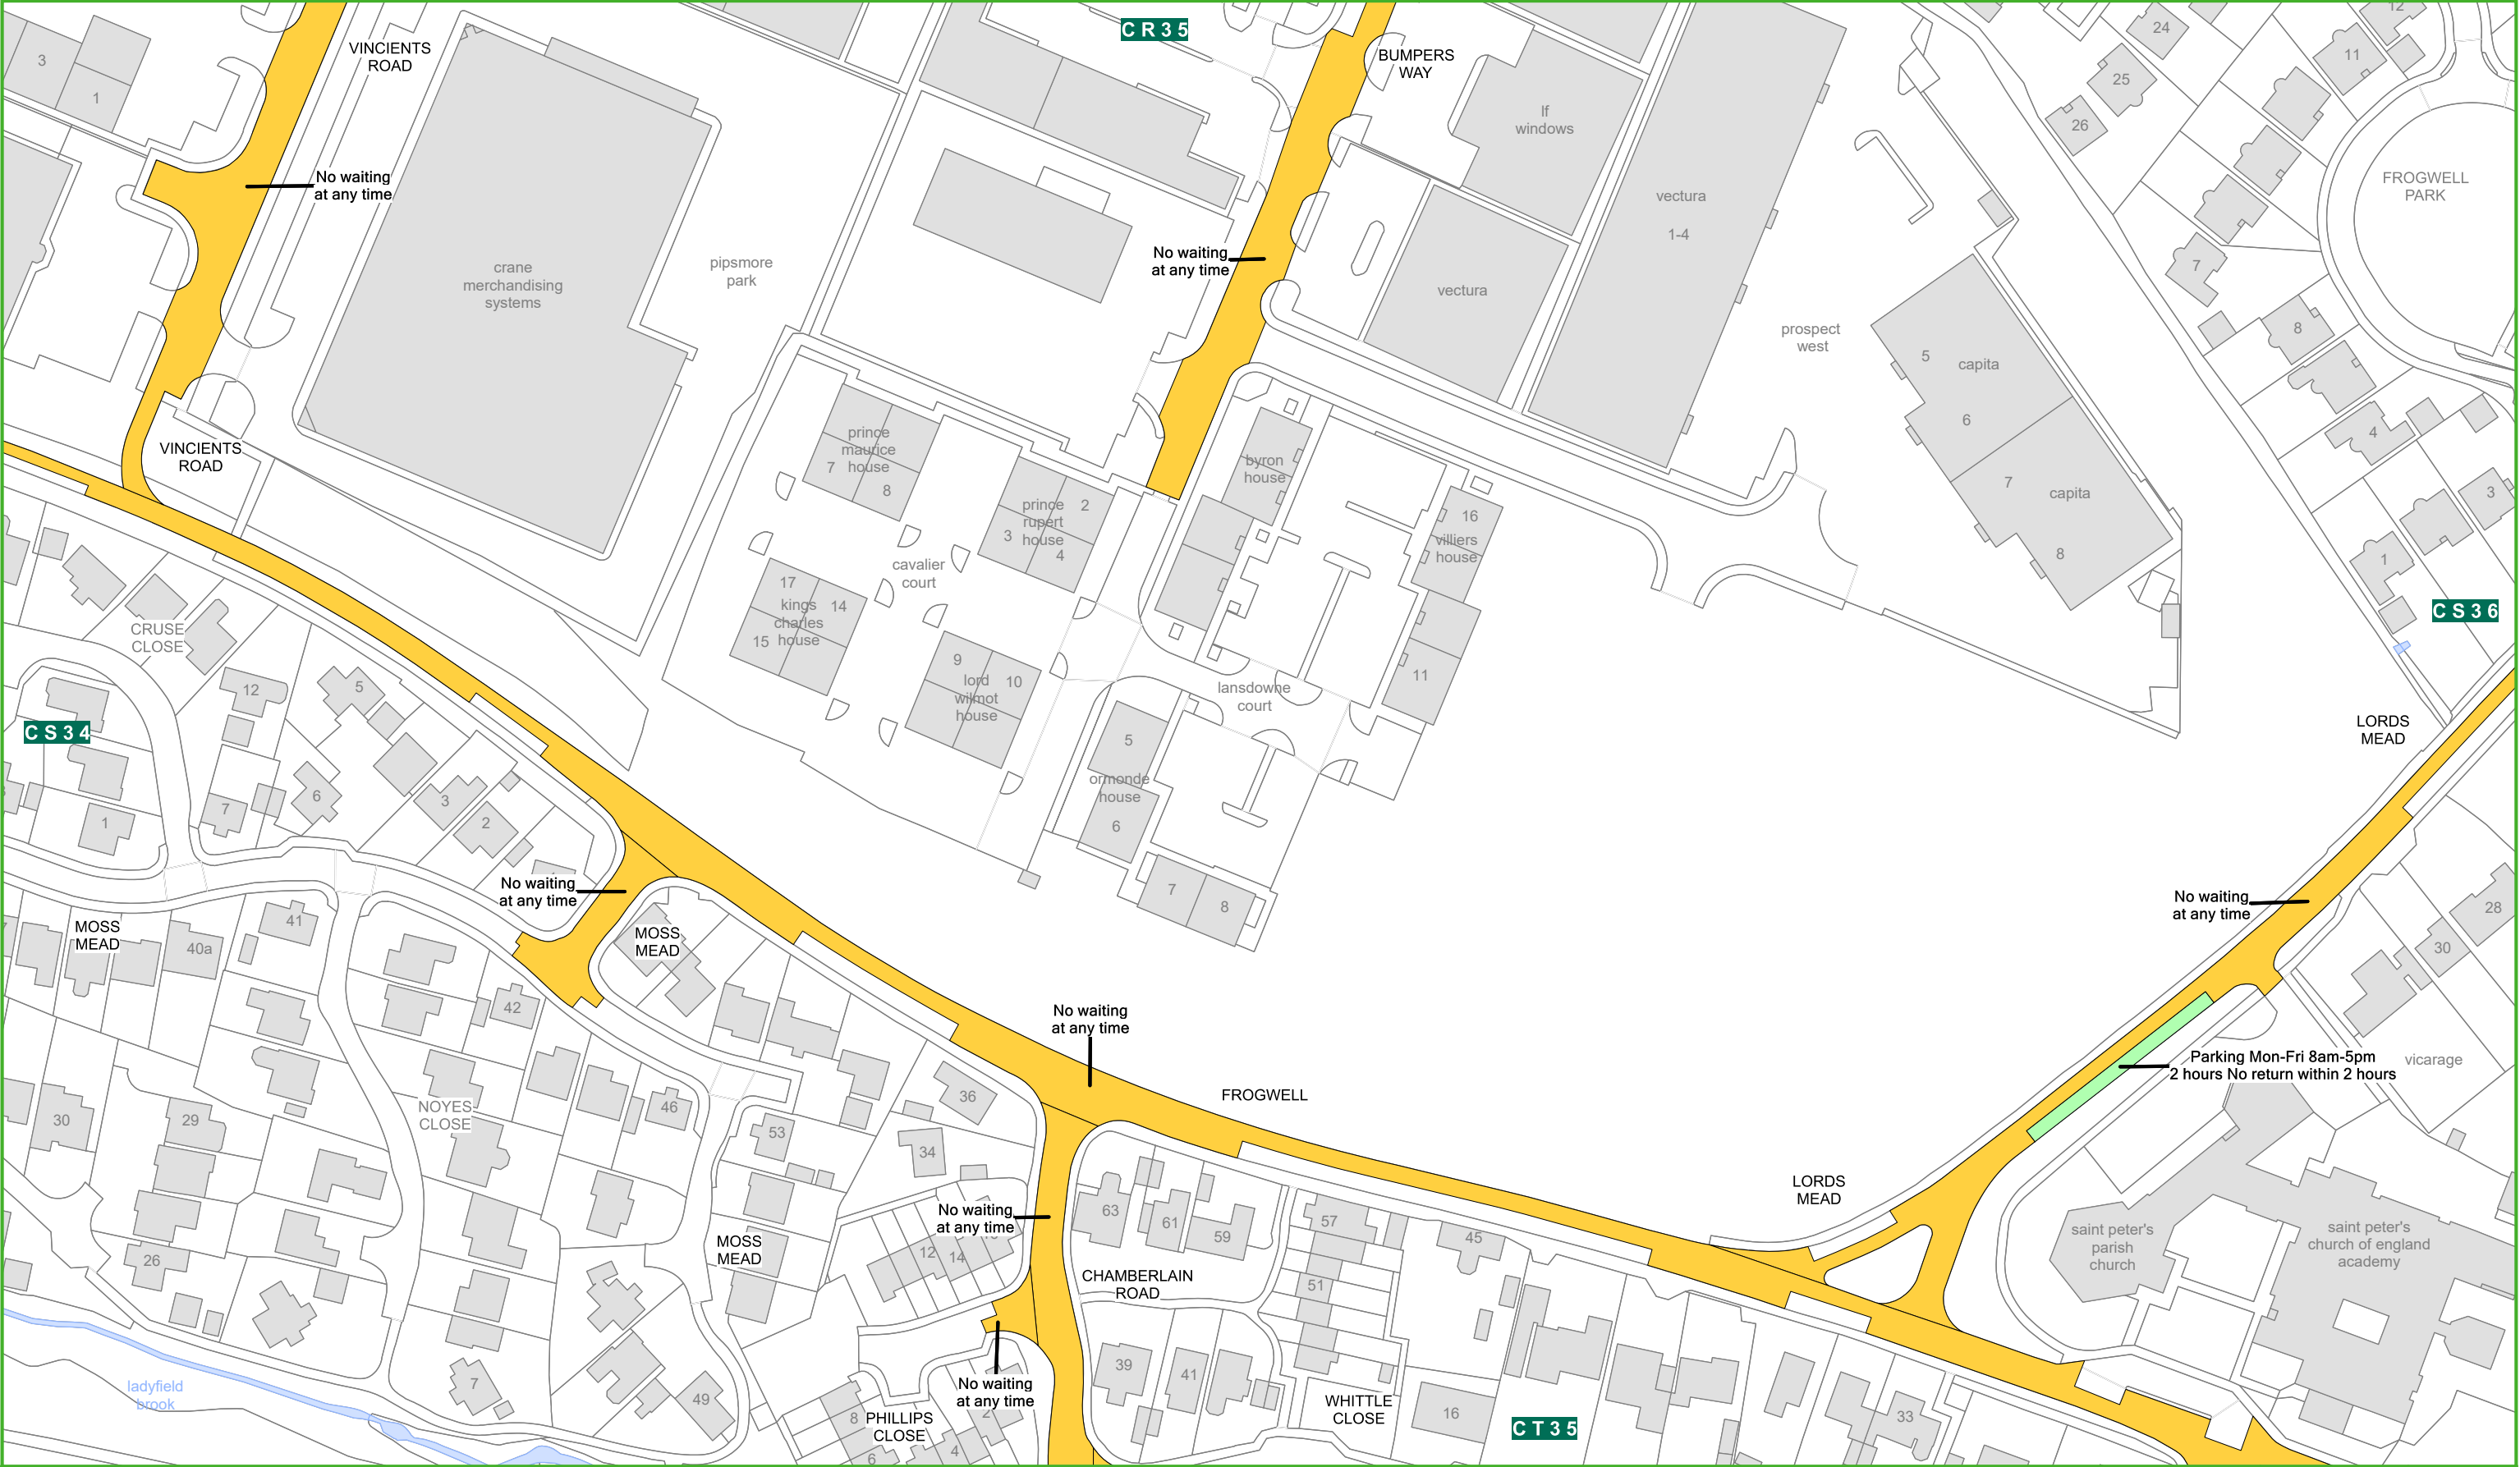 C R 3 5
12
24
VINCIENTS
ROAD
BUMPERS
WAY
3
11
25
1
lf
windows
26
No waiting
at any time
FROGWELL
PARK
vectura
1-4
No waiting
at any time
crane
merchandising
systems
pipsmore
park
7
vectura
prospect
west
8
5
capita
6
4
prince
maurice
house
7
8
VINCIENTS
ROAD
byron
house
7
capita
3
prince
rupert
house
2
3
4
16
villiers
house
8
1
cavalier
court
17
kings
charles
house
14
15
C S 3 6
CRUSE
CLOSE
9
lord
wilmot
house
10
11
lansdowne
court
12
5
C S 3 4
LORDS
MEAD
5
ormonde
house
6
3
6
7
1
2
No waiting
at any time
7
8
No waiting
at any time
28
MOSS
MEAD
41
40a
MOSS
MEAD
30
42
No waiting
at any time
Parking Mon-Fri 8am-5pm
2 hours No return within 2 hours
vicarage
FROGWELL
36
NOYES
CLOSE
46
30
29
53
34
LORDS
MEAD
No waiting
at any time
63
61
59
57
45
saint peter's
parish
church
saint peter's
church of england
academy
MOSS
MEAD
12
14
26
CHAMBERLAIN
ROAD
51
39
41
No waiting
at any time
ladyfield
brook
7
49
8
PHILLIPS
CLOSE
2
4
6
WHITTLE
CLOSE
16
C T 3 5
33